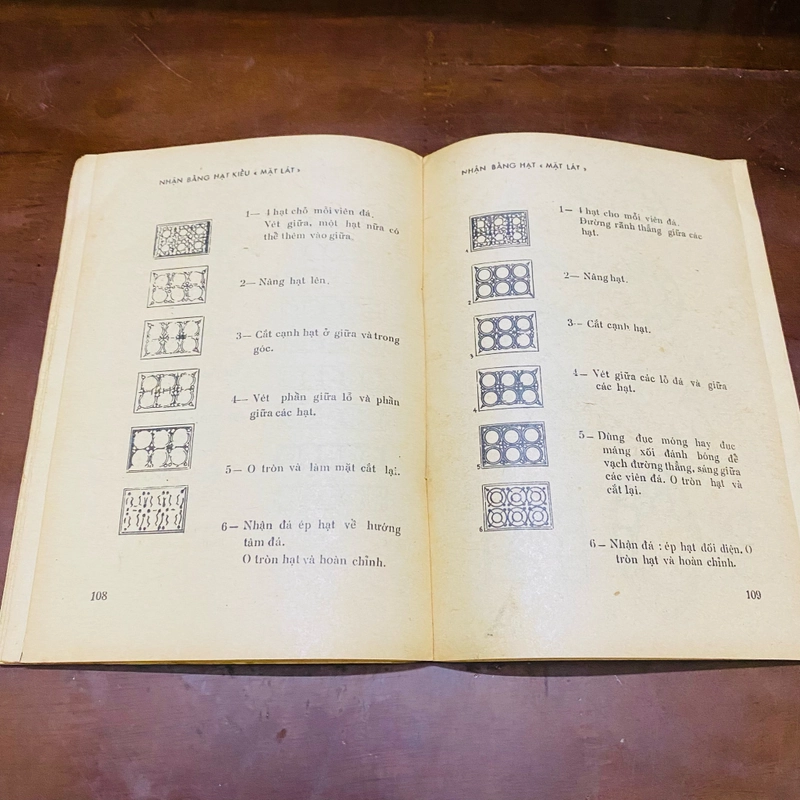 NHẬN BẰNG HẠT KIỂU « MẶT LÁT »
1— 4 hạt chỗ mỗi viên đá.
Vét giữa, một hạt nữa có
thể thêm vào giữa.
2— Nâng hạt lên.
3— Cắt cạnh hạt ở giữa và trong
góc.
4— Vét phần giữa lỗ và phần
giữa các hạt.
5— O tròn và làm mặt cắt lại.
6— Nhận đá ép hạt về hướng
tâm đá.
O tròn hạt và hoàn chỉnh.
108
NHẬN BẰNG HẠT « MẶT LÁT »
1— 4 hạt cho mỗi viên đá.
Đường rãnh thẳng giữa các
hạt.
2— Nâng hạt.
3— Cắt cạnh hạt.
4— Vét giữa các lỗ đá và giữa
các hạt.
5— Dùng đục móng hay đục
máng xối đánh bóng để
vạch đường thẳng, sáng giữa
các viên đá. O tròn hạt và
cắt lại.
6— Nhận đá : ép hạt đối diện. O
tròn hạt và hoàn chỉnh.
109